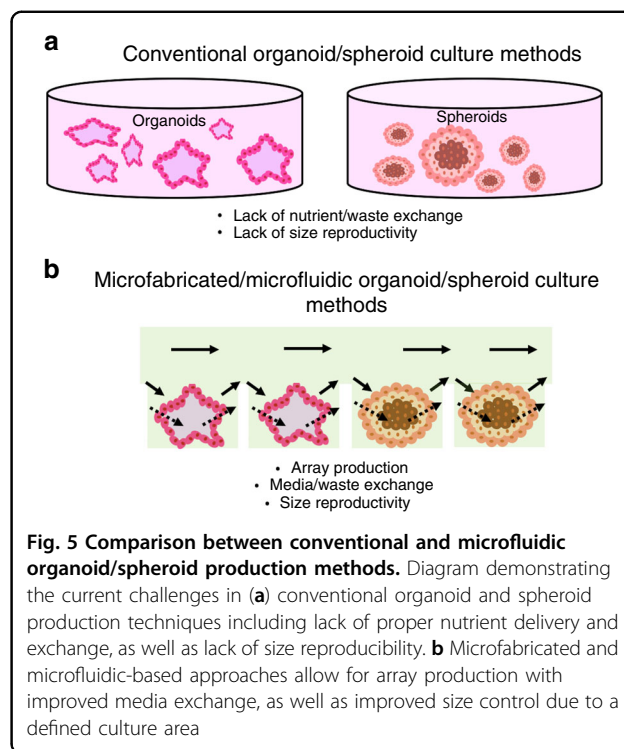 a
Conventional organoid/spheroid culture methods
Organoids
Spheroids
• Lack of nutrient/waste exchange
• Lack of size reproductivity
b
Microfabricated/microfluidic organoid/spheroid culture
methods
• Array production
• Media/waste exchange
• Size reproductivity
Fig. 5 Comparison between conventional and microfluidic
organoid/spheroid production methods. Diagram demonstrating
the current challenges in (a) conventional organoid and spheroid
production techniques including lack of proper nutrient delivery and
exchange, as well as lack of size reproducibility. b Microfabricated and
microfluidic-based approaches allow for array production with
improved media exchange, as well as improved size control due to a
defined culture area